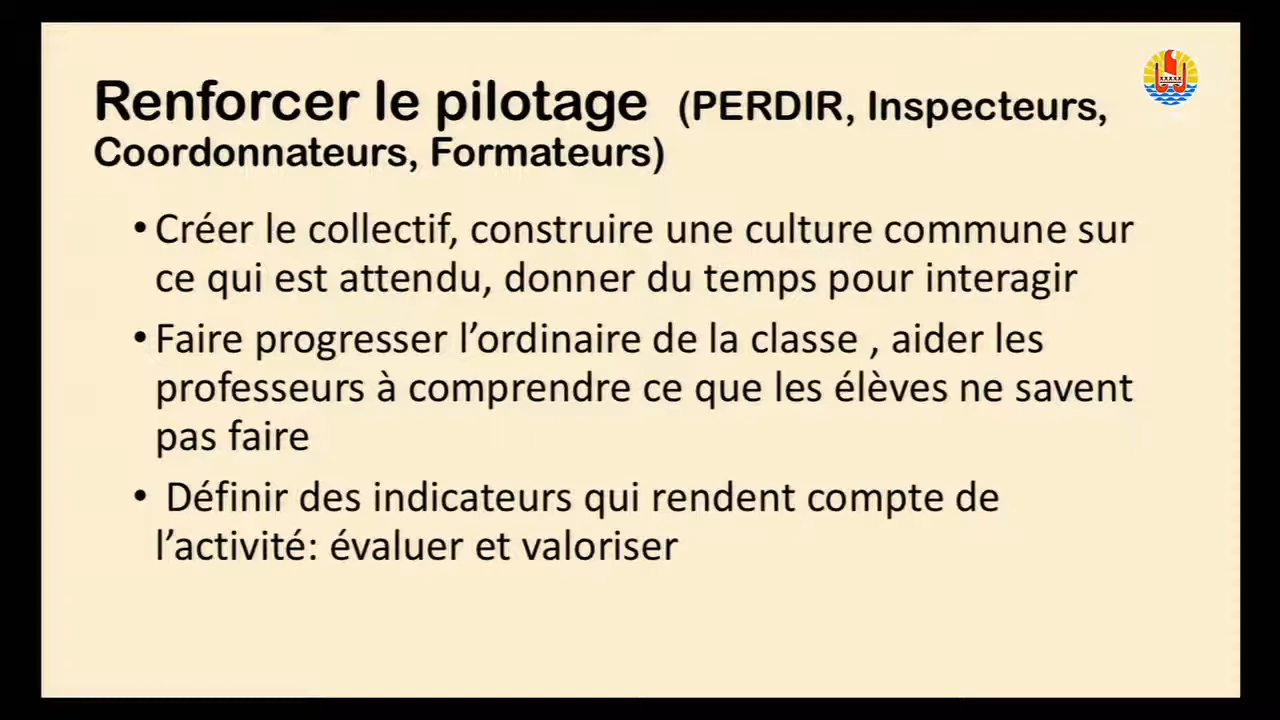 Renforcer le pilotage (PERDIR, Inspecteurs,
Coordonnateurs, Formateurs)
• Créer le collectif, construire une culture commune sur
ce qui est attendu, donner du temps pour interagir
• Faire progresser l’ordinaire de la classe , aider les
professeurs à comprendre ce que les élèves ne savent
pas faire
• Définir des indicateurs qui rendent compte de
l’activité: évaluer et valoriser